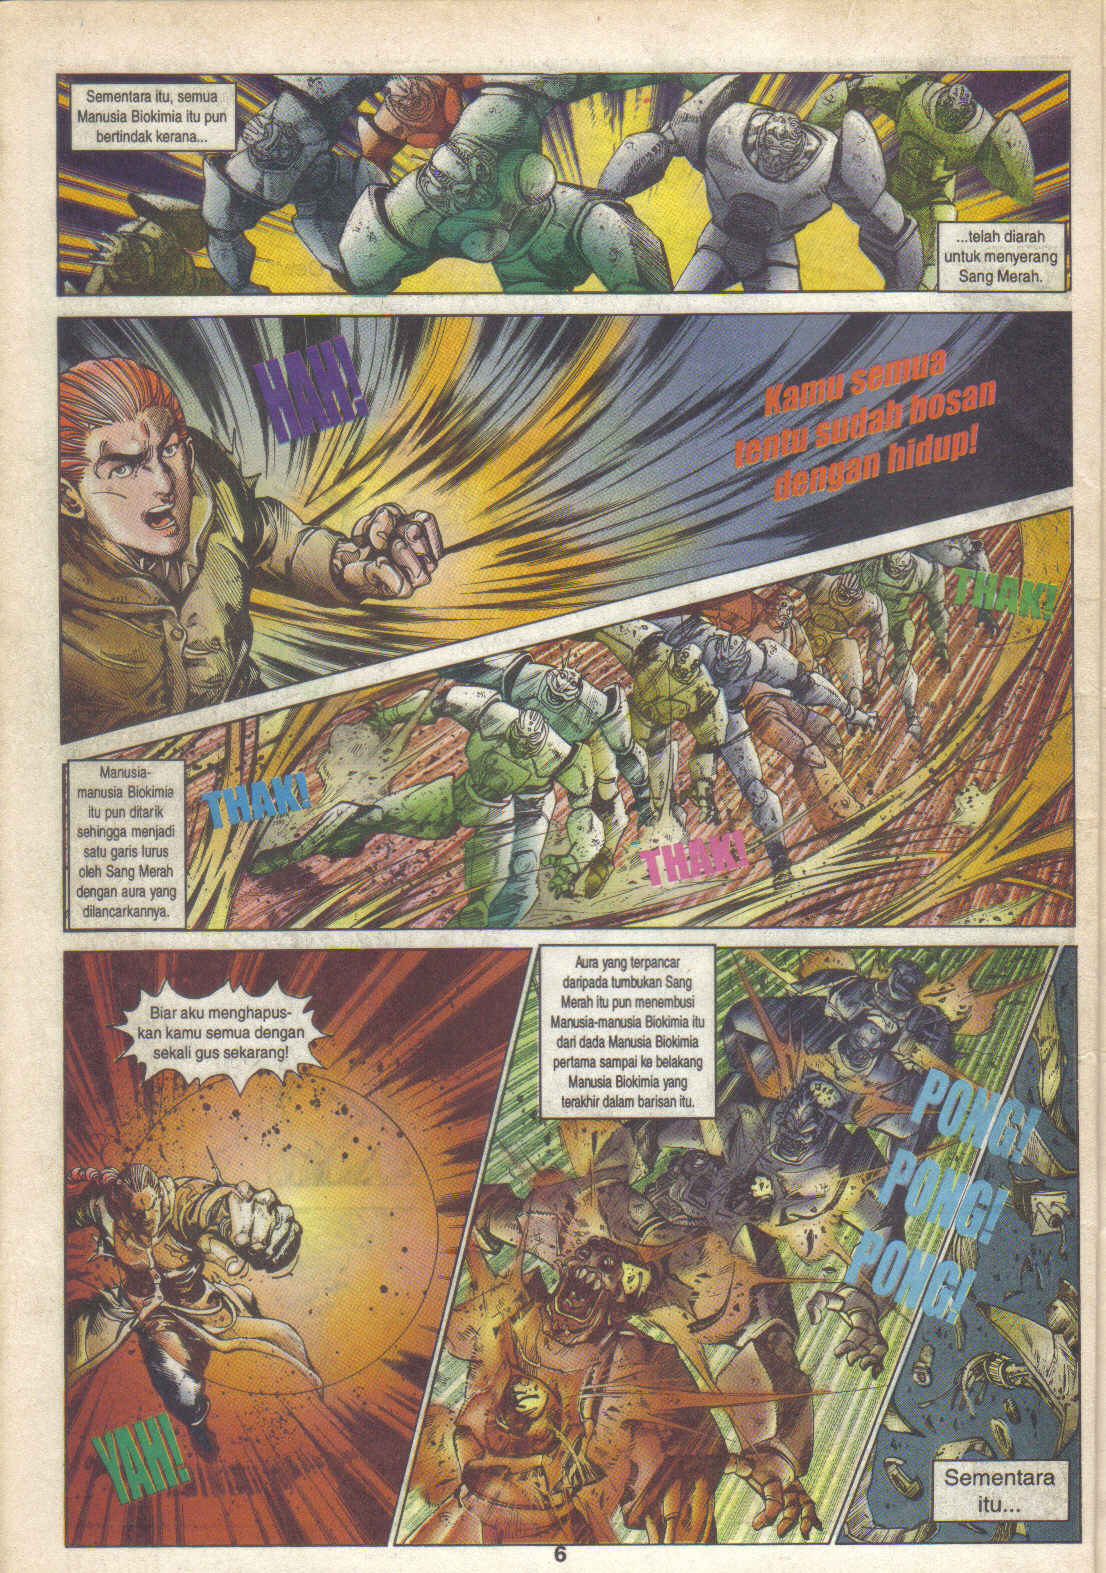 Sementara itu, semua
Manusia Biokimia itu pun
bertindak kerana...
...telah diarah
untuk menyerang
Sang Merah.
HAH!
Kamu semua
tentu sudah bosan
dengan hidup!
THAK!
THAK!
THAK!
Manusia-
manusia Biokimia
itu pun ditarik
sehingga menjadi
satu garis lurus
oleh Sang Merah
dengan aura yang
dilancarkannya.
Biar aku menghapus-
kan kamu semua dengan
sekali gus sekarang!
YAH!
Aura yang terpancar
daripada tumbukan Sang
Merah itu pun menembusi
Manusia-manusia Biokimia itu
dari dada Manusia Biokimia
pertama sampai ke belakang
Manusia Biokimia yang
terakhir dalam barisan itu.
PONG!
PONG!
PONG!
Sementara
itu...
6